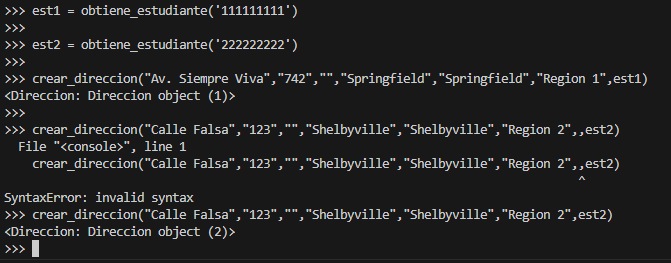 >>> est1 = obtiene_estudiante('111111111')
>>>
>>> est2 = obtiene_estudiante('222222222')
>>>
>>> crear_direccion("Av. Siempre Viva","742","","Springfield","Springfield","Region 1",est1)
<Direccion: Direccion object (1)>
>>>
>>> crear_direccion("Calle Falsa","123","","Shelbyville","Shelbyville","Region 2",,est2)
  File "<console>", line 1
    crear_direccion("Calle Falsa","123","","Shelbyville","Shelbyville","Region 2",,est2)
                                                                                  ^
SyntaxError: invalid syntax
>>> crear_direccion("Calle Falsa","123","","Shelbyville","Shelbyville","Region 2",est2)
<Direccion: Direccion object (2)>
>>>